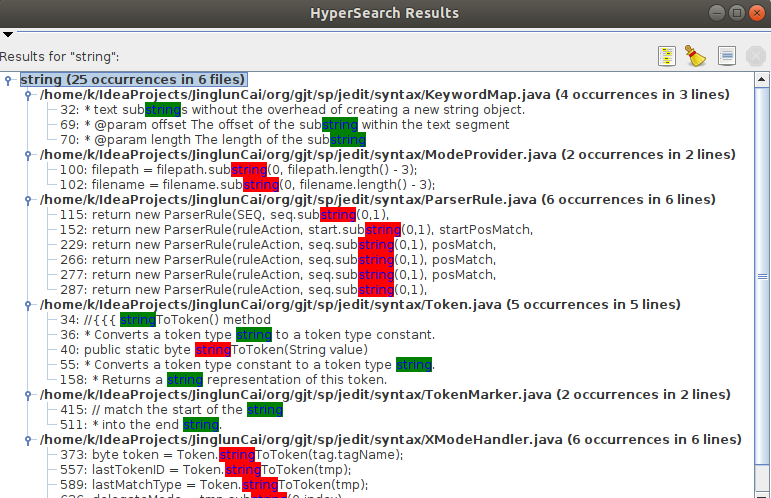 HyperSearch Results
Results for "string":
string (25 occurrences in 6 files)
/home/k/IdeaProjects/JinglunCai/org/gjt/sp/jedit/syntax/KeywordMap.java (4 occurrences in 3 lines)
32: * text substrings without the overhead of creating a new string object.
69: * @param offset The offset of the substring within the text segment
70: * @param length The length of the substring
/home/k/IdeaProjects/JinglunCai/org/gjt/sp/jedit/syntax/ModeProvider.java (2 occurrences in 2 lines)
100: filepath = filepath.substring(0, filepath.length() - 3);
102: filename = filename.substring(0, filename.length() - 3);
/home/k/IdeaProjects/JinglunCai/org/gjt/sp/jedit/syntax/ParserRule.java (6 occurrences in 6 lines)
115: return new ParserRule(SEQ, seq.substring(0,1),
152: return new ParserRule(ruleAction, start.substring(0,1), startPosMatch,
229: return new ParserRule(ruleAction, seq.substring(0,1), posMatch,
266: return new ParserRule(ruleAction, seq.substring(0,1), posMatch,
277: return new ParserRule(ruleAction, seq.substring(0,1), posMatch,
287: return new ParserRule(ruleAction, seq.substring(0,1),
/home/k/IdeaProjects/JinglunCai/org/gjt/sp/jedit/syntax/Token.java (5 occurrences in 5 lines)
34: //{{{ stringToToken() method
36: * Converts a token type string to a token type constant.
40: public static byte stringToToken(String value)
55: * Converts a token type constant to a token type string.
158: * Returns a string representation of this token.
/home/k/IdeaProjects/JinglunCai/org/gjt/sp/jedit/syntax/TokenMarker.java (2 occurrences in 2 lines)
415: // match the start of the string
511: * into the end string.
/home/k/IdeaProjects/JinglunCai/org/gjt/sp/jedit/syntax/XModeHandler.java (6 occurrences in 6 lines)
373: byte token = Token.stringToToken(tag.tagName);
557: lastTokenID = Token.stringToToken(tmp);
589: lastMatchType = Token.stringToToken(tmp);